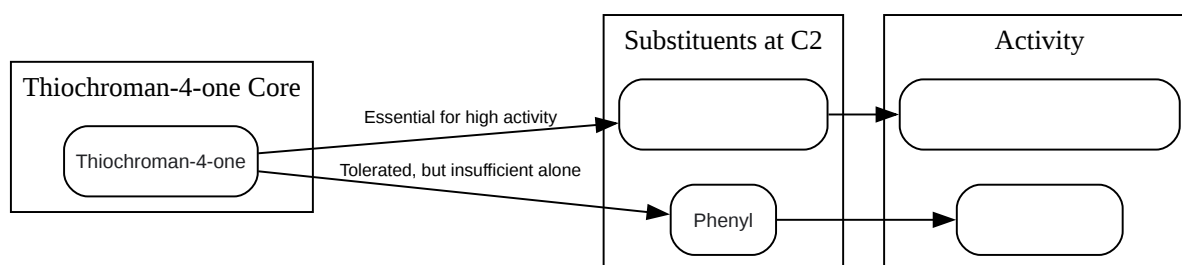 Substituents at C2
Activity
Thiochroman-4-one Core
Essential for high activity
Thiochroman-4-one
Tolerated, but insufficient alone
Phenyl